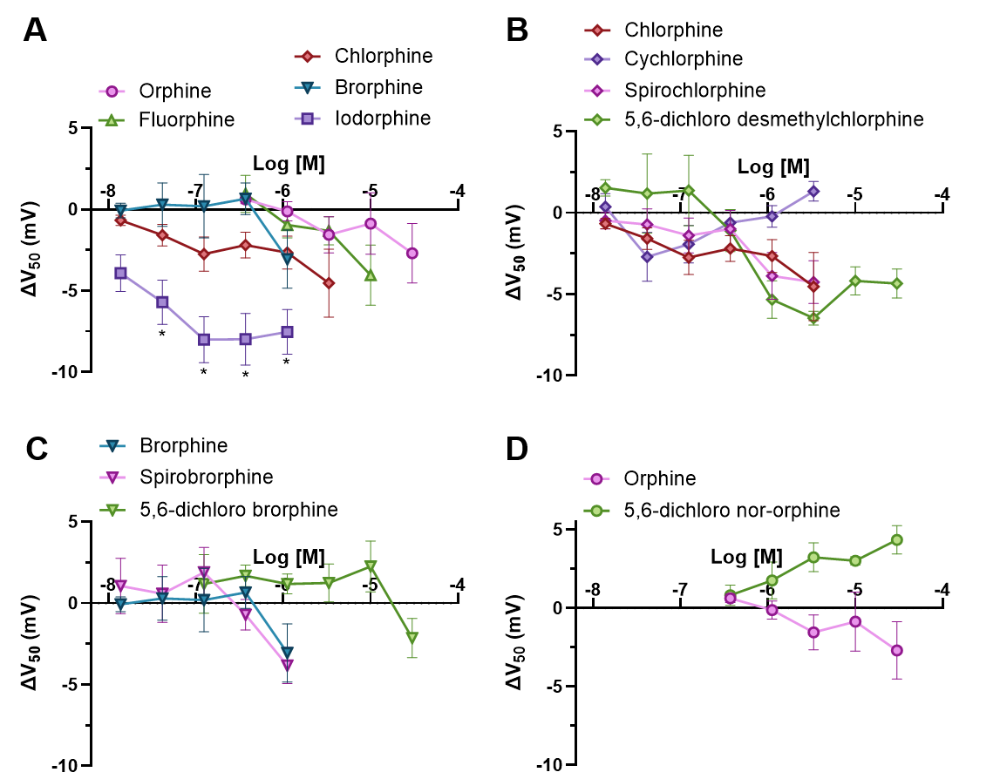 A
Chlorphine
Orphine
Brorphine
Fluorphine
Iodorphine
5
Log [M]
-8
-7
-6
-5
-4
0
ΔV50 (mV)
-5
*
*
*
*
-10
B
Chlorphine
Cychlorphine
Spirochlorphine
5,6-dichloro desmethylchlorphine
5
Log [M]
-8
-7
-6
-5
-4
0
ΔV50 (mV)
-5
-10
C
Brorphine
Spirobrorphine
5,6-dichloro brorphine
5
Log [M]
-8
-7
-6
-5
-4
0
ΔV50 (mV)
-5
-10
D
Orphine
5,6-dichloro nor-orphine
5
Log [M]
-8
-7
-6
-5
-4
0
ΔV50 (mV)
-5
-10